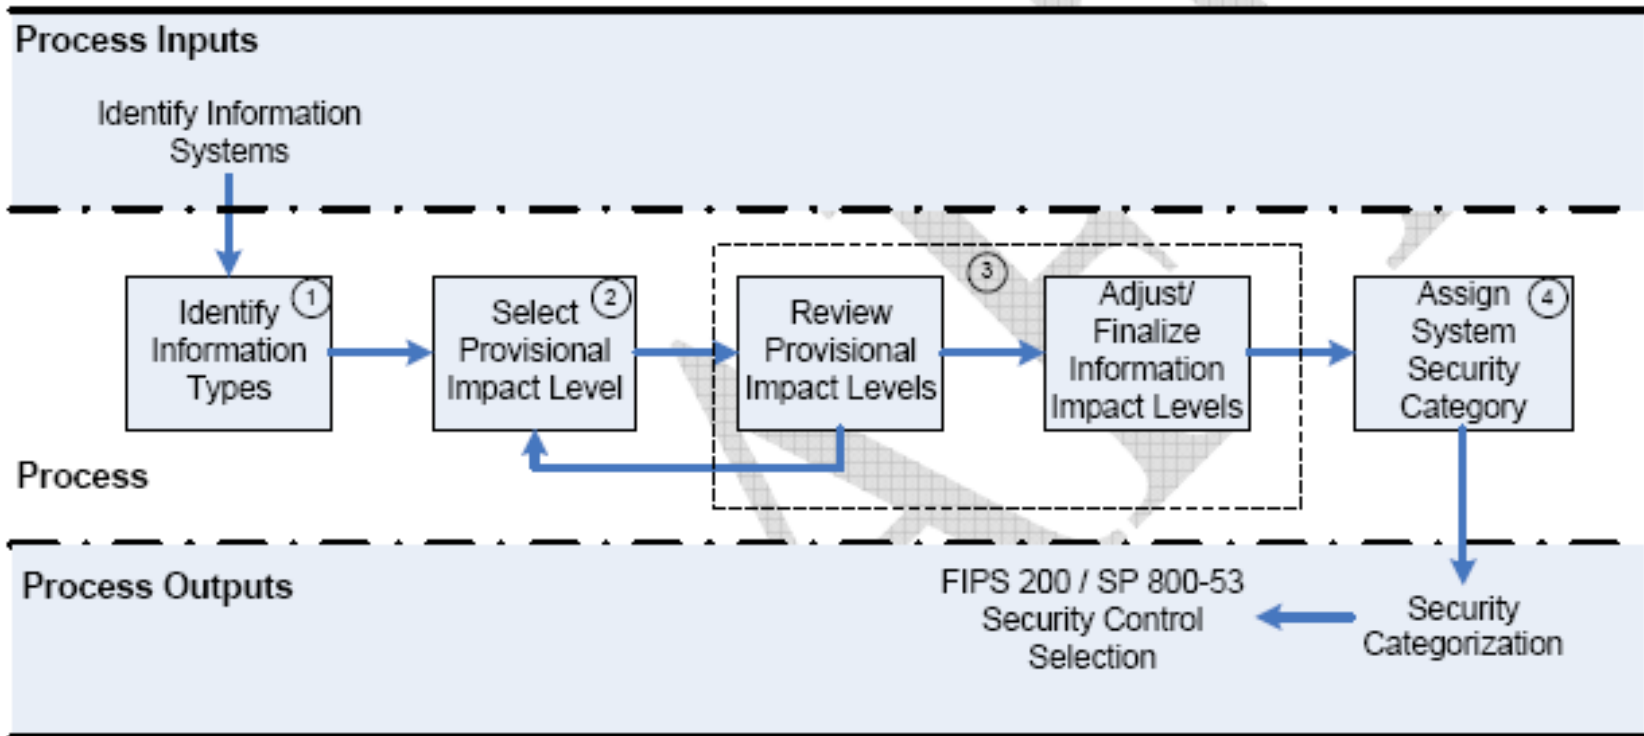 Process Inputs
Identify Information
Systems
1
Identify
Information
Types
2
Select
Provisional
Impact Level
3
Review
Provisional
Impact Levels
Adjust/
Finalize
Information
Impact Levels
4
Assign
System
Security
Category
Process
Process Outputs
FIPS 200 / SP 800-53
Security Control
Selection
Security
Categorization